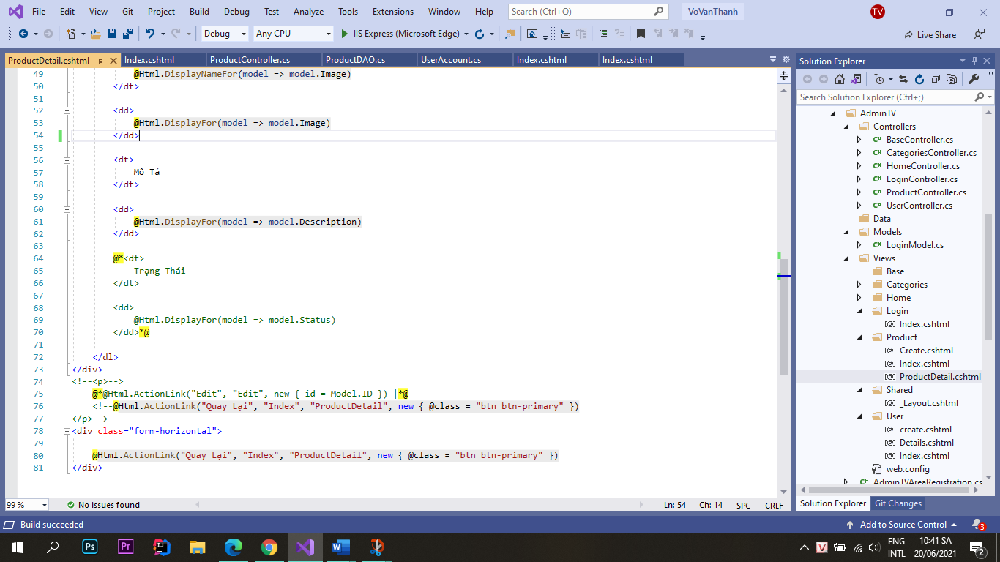 File Edit View Git Project Build Debug Test Analyze Tools Extensions Window Help Search (Ctrl+Q) VoVanThanh TV
Debug Any CPU IIS Express (Microsoft Edge) Live Share
ProductDetail.cshtml Index.cshtml ProductController.cs ProductDAO.cs UserAccount.cs Index.cshtml Index.cshtml
49 @Html.DisplayNameFor(model => model.Image)
50 </dt>
51
52 <dd>
53 @Html.DisplayFor(model => model.Image)
54 </dd>
55
56 <dt>
57 Mô Tả
58 </dt>
59
60 <dd>
61 @Html.DisplayFor(model => model.Description)
62 </dd>
63
64 @*<dt>
65 Trạng Thái
66 </dt>
67
68 <dd>
69 @Html.DisplayFor(model => model.Status)
70 </dd>*@
71
72 </dl>
73 </div>
74 <!--<p>-->
75 @*@Html.ActionLink("Edit", "Edit", new { id = Model.ID }) |*@
76 <!--@Html.ActionLink("Quay Lại", "Index", "ProductDetail", new { @class = "btn btn-primary" })
77 </p>-->
78 <div class="form-horizontal">
79
80 @Html.ActionLink("Quay Lại", "Index", "ProductDetail", new { @class = "btn btn-primary" })
81 </div>
99 % No issues found Ln: 54 Ch: 14 SPC CRLF
Solution Explorer
Search Solution Explorer (Ctrl+;)
AdminTV
Controllers
C# BaseController.cs
C# CategoriesController.cs
C# HomeController.cs
C# LoginController.cs
C# ProductController.cs
C# UserController.cs
Data
Models
C# LoginModel.cs
Views
Base
Categories
Home
Login
[@] Index.cshtml
Product
[@] Create.cshtml
[@] Index.cshtml
[@] ProductDetail.cshtml
Shared
[@] _Layout.cshtml
User
[@] create.cshtml
[@] Details.cshtml
[@] Index.cshtml
web.config
C# AdminTVAreaRegistration.cs
Solution Explorer Git Changes
Build succeeded Add to Source Control 3
Ps Pr IJ W V ENG 10:41 SA
INTL 20/06/2021 2